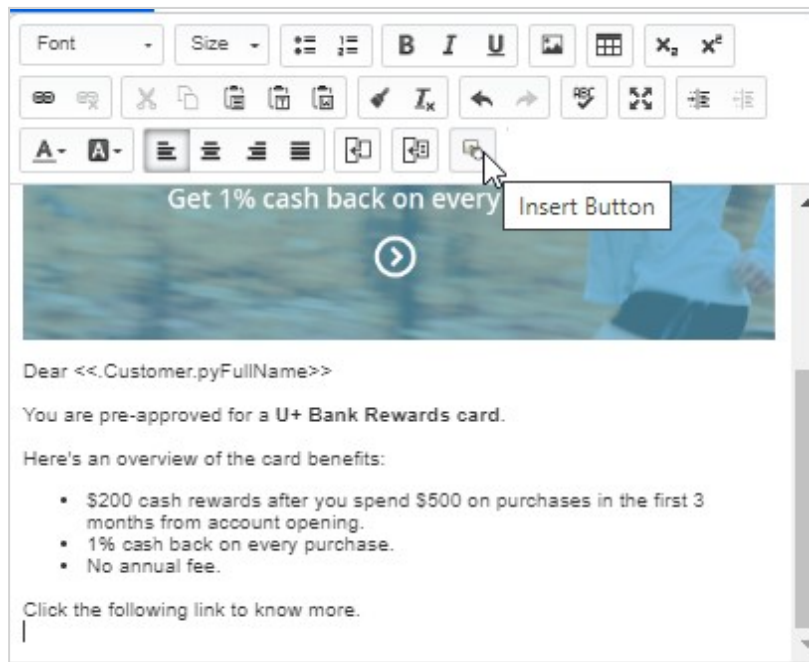 Font Size B I U X₂ X²
ABC
A A
Get 1% cash back on every
Insert Button
Dear <<.Customer.pyFullName>>
You are pre-approved for a U+ Bank Rewards card.
Here's an overview of the card benefits:
• $200 cash rewards after you spend $500 on purchases in the first 3
months from account opening.
• 1% cash back on every purchase.
• No annual fee.
Click the following link to know more.